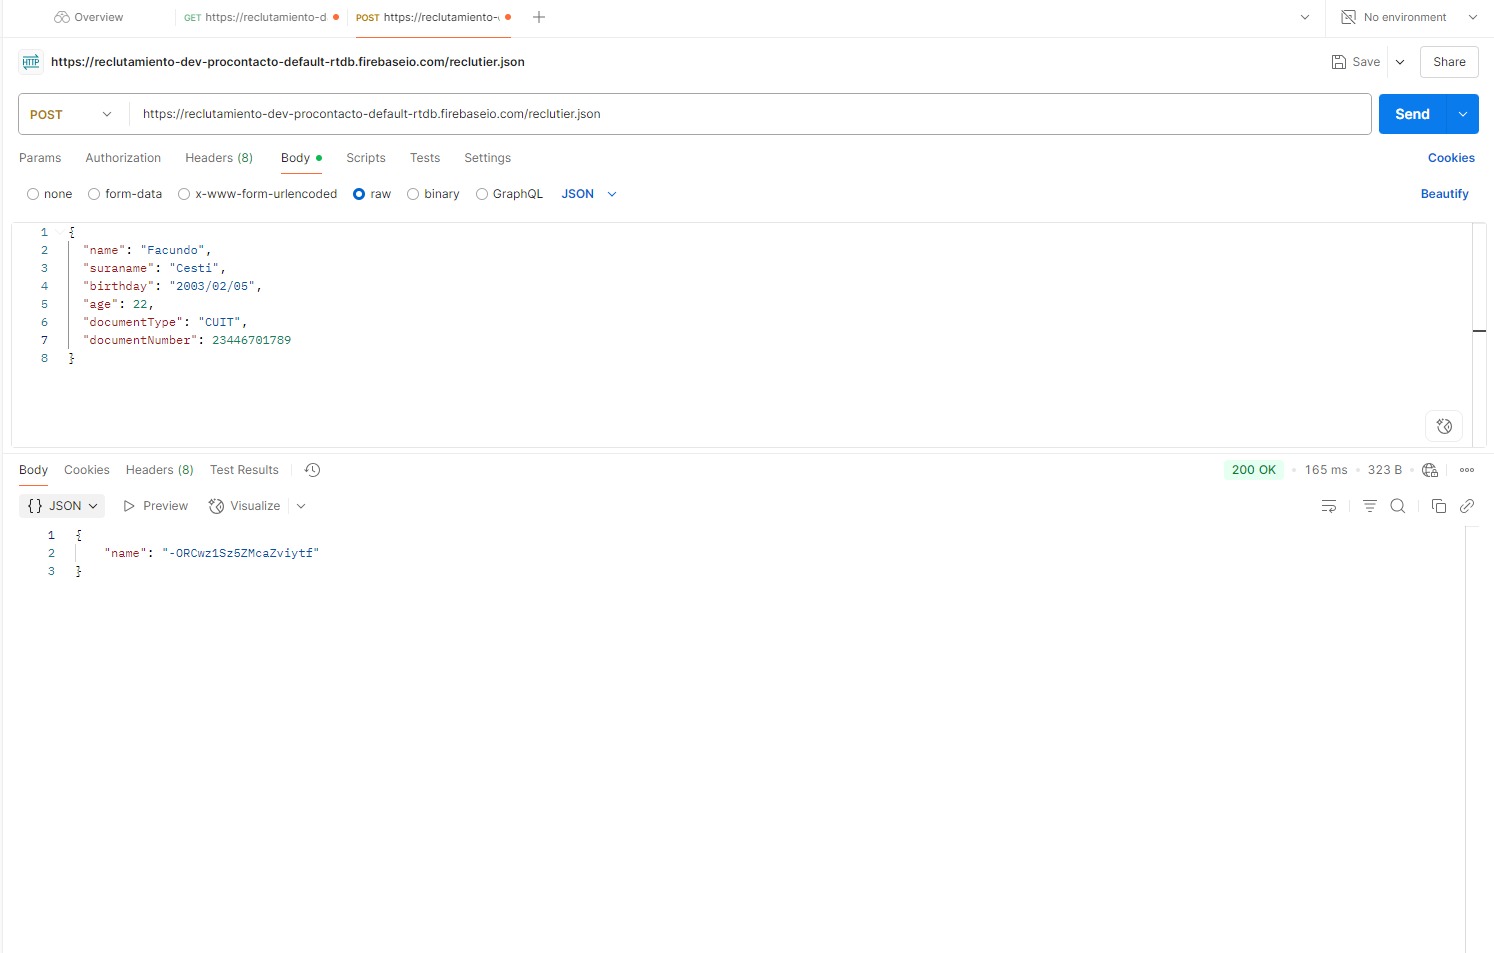 Overview
GET https://reclutamiento-d
POST https://reclutamiento-
No environment
HTTP https://reclutamiento-dev-procontacto-default-rtdb.firebaseio.com/reclutier.json
Save
Share
POST
https://reclutamiento-dev-procontacto-default-rtdb.firebaseio.com/reclutier.json
Send
Params Authorization Headers (8) Body Scripts Tests Settings
Cookies
none form-data x-www-form-urlencoded raw binary GraphQL JSON
Beautify
1 {
2 "name": "Facundo",
3 "suraname": "Cesti",
4 "birthday": "2003/02/05",
5 "age": 22,
6 "documentType": "CUIT",
7 "documentNumber": 23446701789
8 }
Body Cookies Headers (8) Test Results
200 OK • 165 ms • 323 B •
{} JSON Preview Visualize
1 {
2 "name": "-ORCwz1Sz5ZMcaZviytf"
3 }